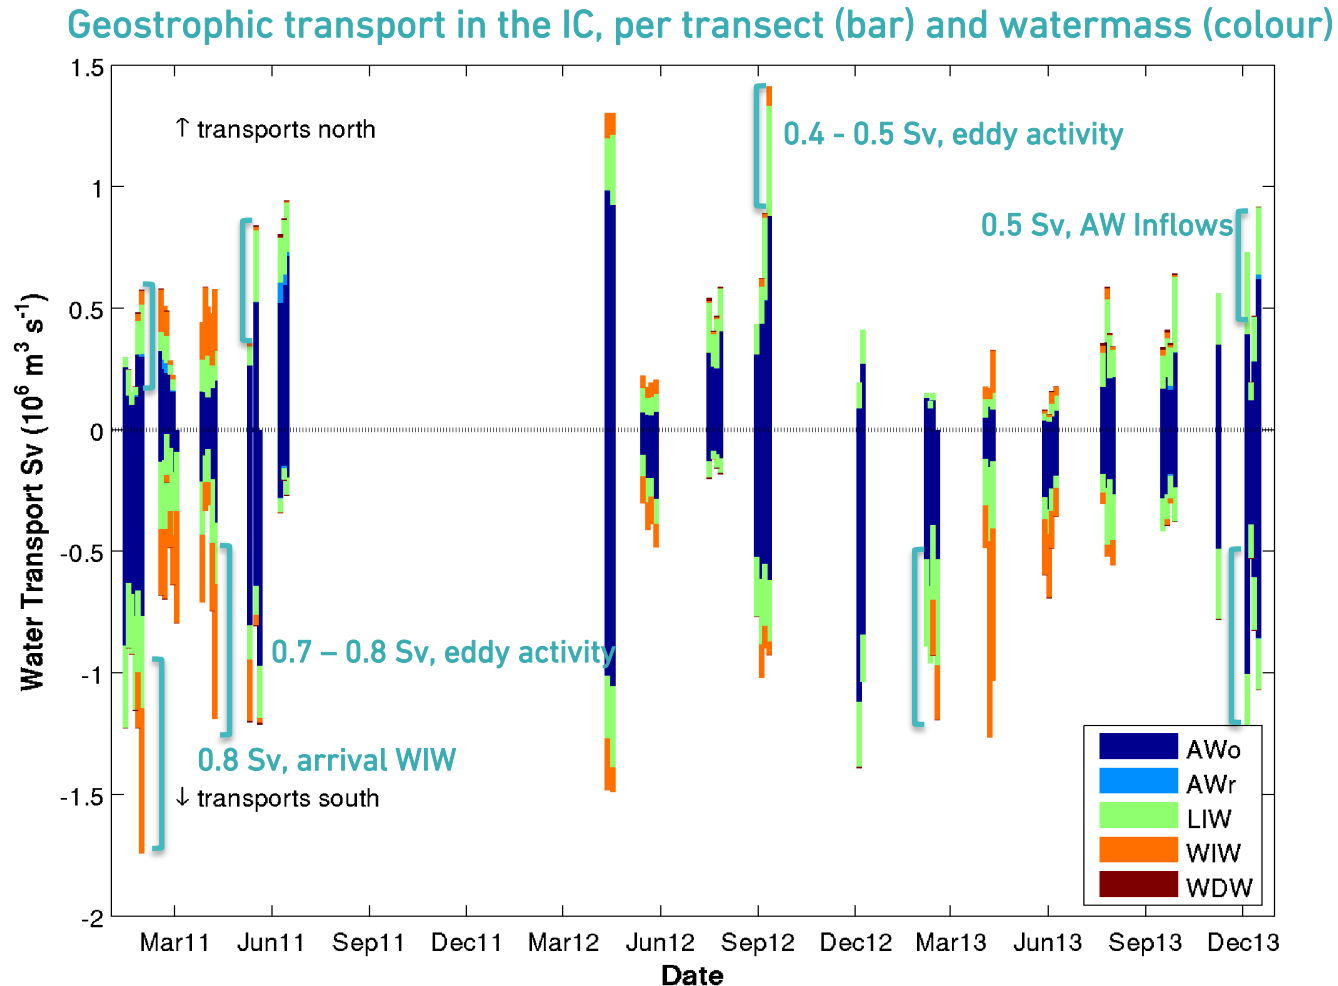 Geostrophic transport in the IC, per transect (bar) and watermass (colour)
1.5
↑ transports north
0.4 - 0.5 Sv, eddy activity
1
0.5 Sv, AW Inflows
0.5
0
-0.5
0.7 – 0.8 Sv, eddy activity
-1
0.8 Sv, arrival WIW
-1.5
↓ transports south
-2
Water Transport Sv (10⁶ m³ s⁻¹)
AWo
AWr
LIW
WIW
WDW
Mar11 Jun11 Sep11 Dec11 Mar12 Jun12 Sep12 Dec12 Mar13 Jun13 Sep13 Dec13
Date